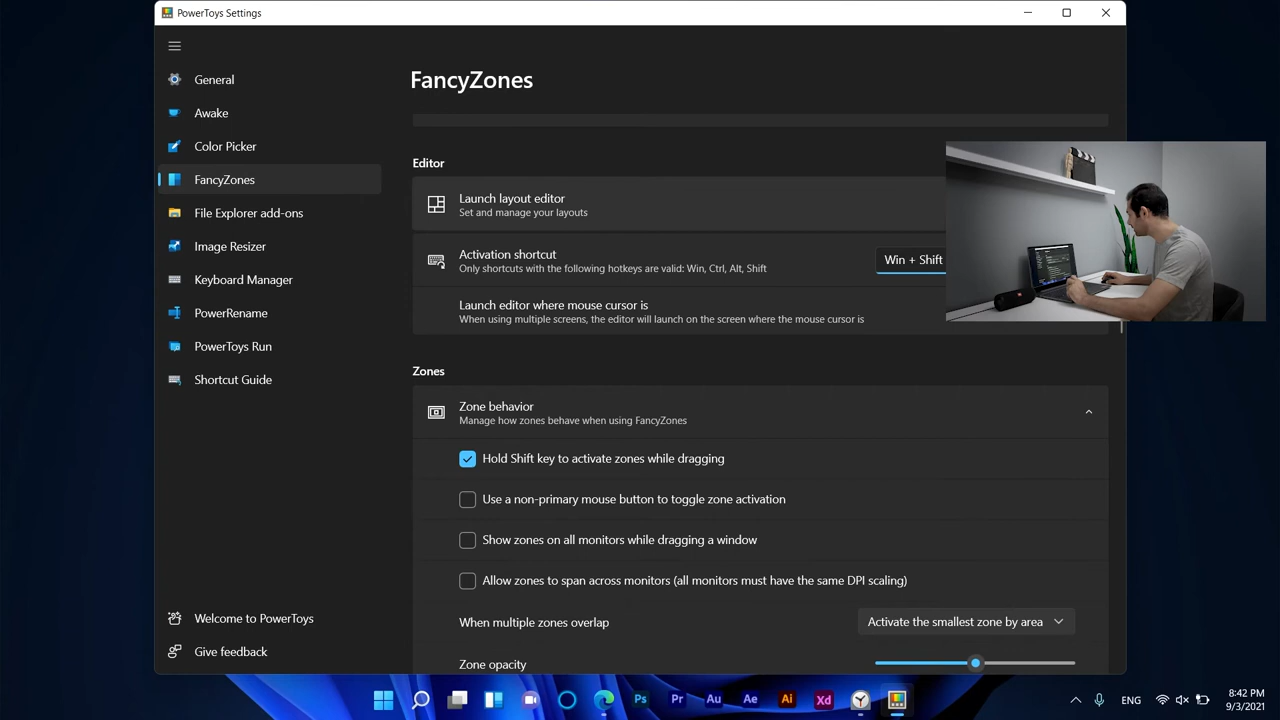 PowerToys Settings
General
Awake
Color Picker
FancyZones
File Explorer add-ons
Image Resizer
Keyboard Manager
PowerRename
PowerToys Run
Shortcut Guide
Welcome to PowerToys
Give feedback
FancyZones
Editor
Launch layout editor
Set and manage your layouts
Activation shortcut
Only shortcuts with the following hotkeys are valid: Win, Ctrl, Alt, Shift
Win + Shift
Launch editor where mouse cursor is
When using multiple screens, the editor will launch on the screen where the mouse cursor is
Zones
Zone behavior
Manage how zones behave when using FancyZones
Hold Shift key to activate zones while dragging
Use a non-primary mouse button to toggle zone activation
Show zones on all monitors while dragging a window
Allow zones to span across monitors (all monitors must have the same DPI scaling)
When multiple zones overlap
Activate the smallest zone by area
Zone opacity
Ps
Pr
Au
Ae
Ai
Xd
ENG
8:42 PM
9/3/2021